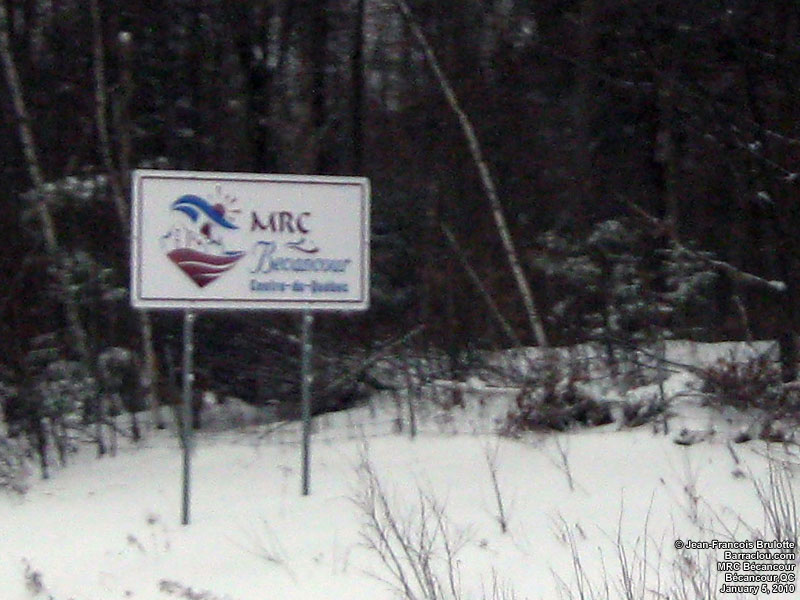 MRC
Bécancour
Centre-du-Québec
© Jean-Francois Brulotte
Barraclou.com
MRC Bécancour
Bécancour QC
January 5, 2010